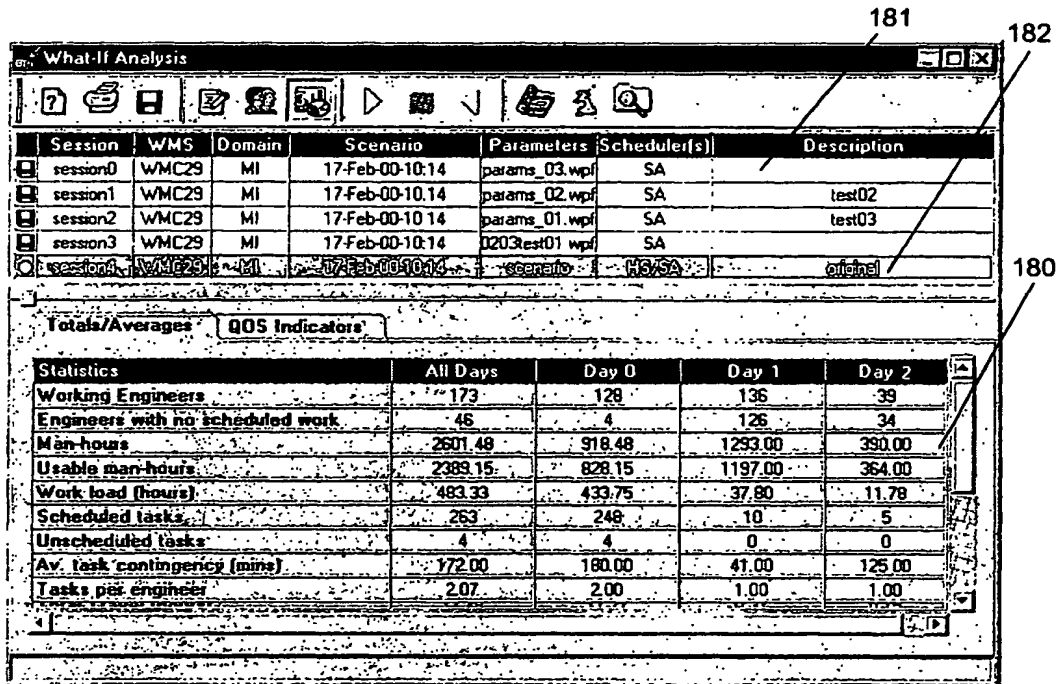 181
182
What-If Analysis
Session WMS Domain Scenario Parameters Scheduler(s) Description
session0 WMC29 MI 17-Feb-00-10:14 params_03.wpf SA
session1 WMC29 MI 17-Feb-00-10:14 params_02.wpf SA test02
session2 WMC29 MI 17-Feb-00-10 14 params_01.wpf SA test03
session3 WMC29 MI 17-Feb-00-10:14 0203test01 wpf SA
session4 WMC29 MI 17-Feb-00-10:14 scenario HS/SA original
180
Totals/Averages QOS Indicators
Statistics All Days Day 0 Day 1 Day 2
Working Engineers 173 128 136 39
Engineers with no scheduled work 46 4 126 34
Man-hours 2601.48 918.48 1293.00 390.00
Usable man-hours 2389.15 828.15 1197.00 364.00
Work load (hours) 483.33 433.75 37.80 11.78
Scheduled tasks 263 248 10 5
Unscheduled tasks 4 4 0 0
Av. task contingency (mins) 172.00 180.00 41.00 125.00
Tasks per engineer 2.07 2.00 1.00 1.00